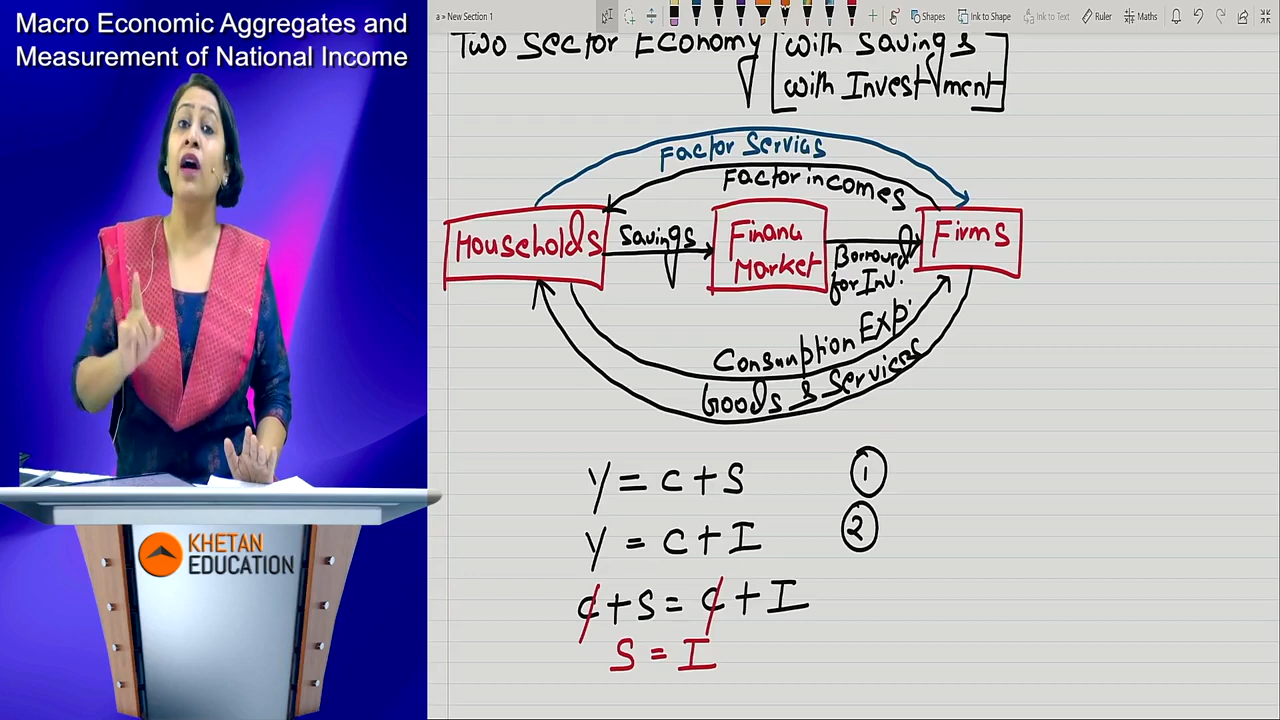 Macro Economic Aggregates and
Measurement of National Income
a » New Section 1
Shapes
Ink to Shape
Ink to Text
Ruler
Maths
Two Sector Economy
with Savings
with Investment
Factor Servics
Factor incomes
Households
Savings
Finance
Market
Borrowed
for Inv.
Firms
Consumption Exp.
Goods & Services
y = C + S ①
y = C + I ②
C + S = C + I
S = I
KHETAN
EDUCATION